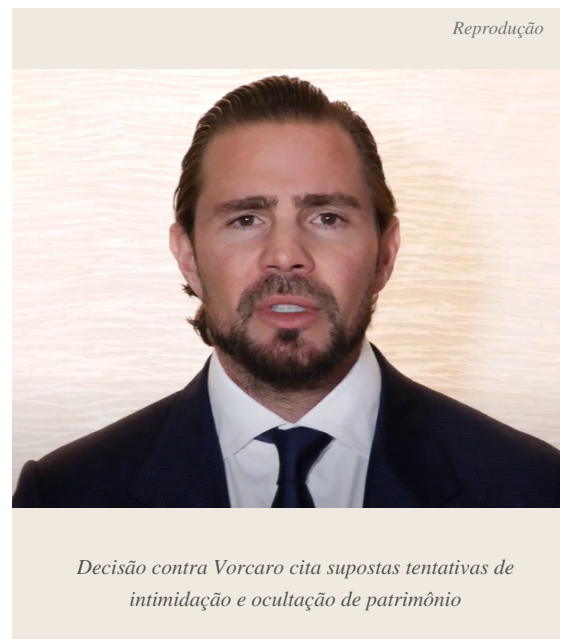 Reprodução
Decisão contra Vorcaro cita supostas tentativas de
intimidação e ocultação de patrimônio